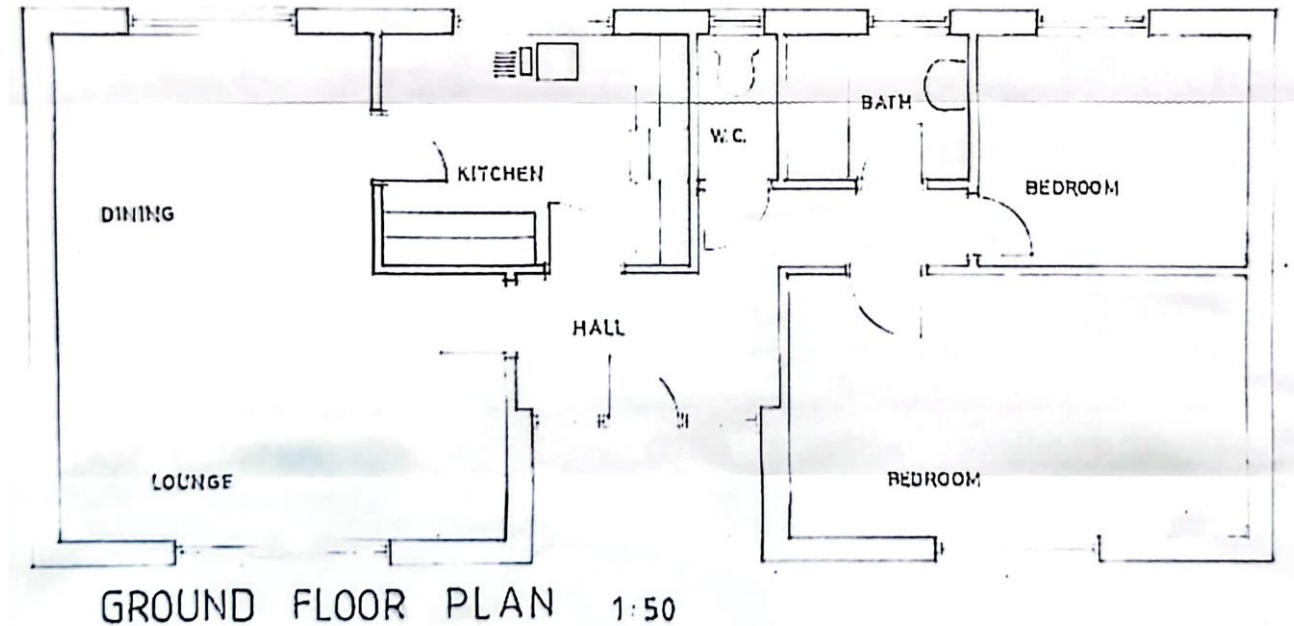 W.C.
BATH
KITCHEN
BEDROOM
DINING
HALL
LOUNGE
BEDROOM
GROUND FLOOR PLAN 1:50